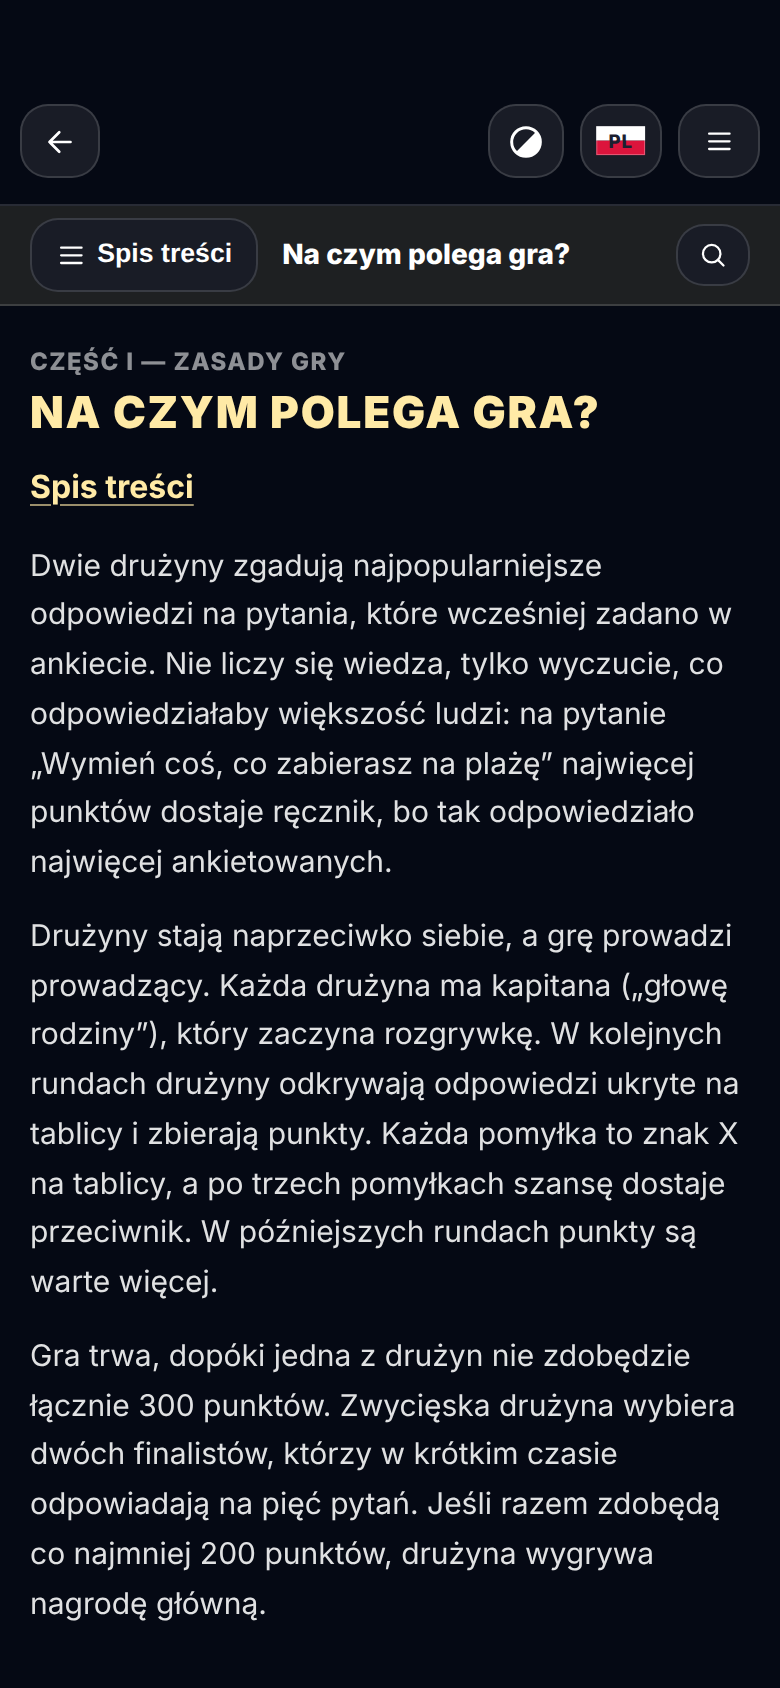 PL
Spis treści
Na czym polega gra?
CZĘŚĆ I — ZASADY GRY
NA CZYM POLEGA GRA?
Spis treści
Dwie drużyny zgadują najpopularniejsze
odpowiedzi na pytania, które wcześniej zadano w
ankiecie. Nie liczy się wiedza, tylko wyczucie, co
odpowiedziałaby większość ludzi: na pytanie
„Wymień coś, co zabierasz na plażę” najwięcej
punktów dostaje ręcznik, bo tak odpowiedziało
najwięcej ankietowanych.
Drużyny stają naprzeciwko siebie, a grę prowadzi
prowadzący. Każda drużyna ma kapitana („głowę
rodziny”), który zaczyna rozgrywkę. W kolejnych
rundach drużyny odkrywają odpowiedzi ukryte na
tablicy i zbierają punkty. Każda pomyłka to znak X
na tablicy, a po trzech pomyłkach szansę dostaje
przeciwnik. W późniejszych rundach punkty są
warte więcej.
Gra trwa, dopóki jedna z drużyn nie zdobędzie
łącznie 300 punktów. Zwycięska drużyna wybiera
dwóch finalistów, którzy w krótkim czasie
odpowiadają na pięć pytań. Jeśli razem zdobędą
co najmniej 200 punktów, drużyna wygrywa
nagrodę główną.